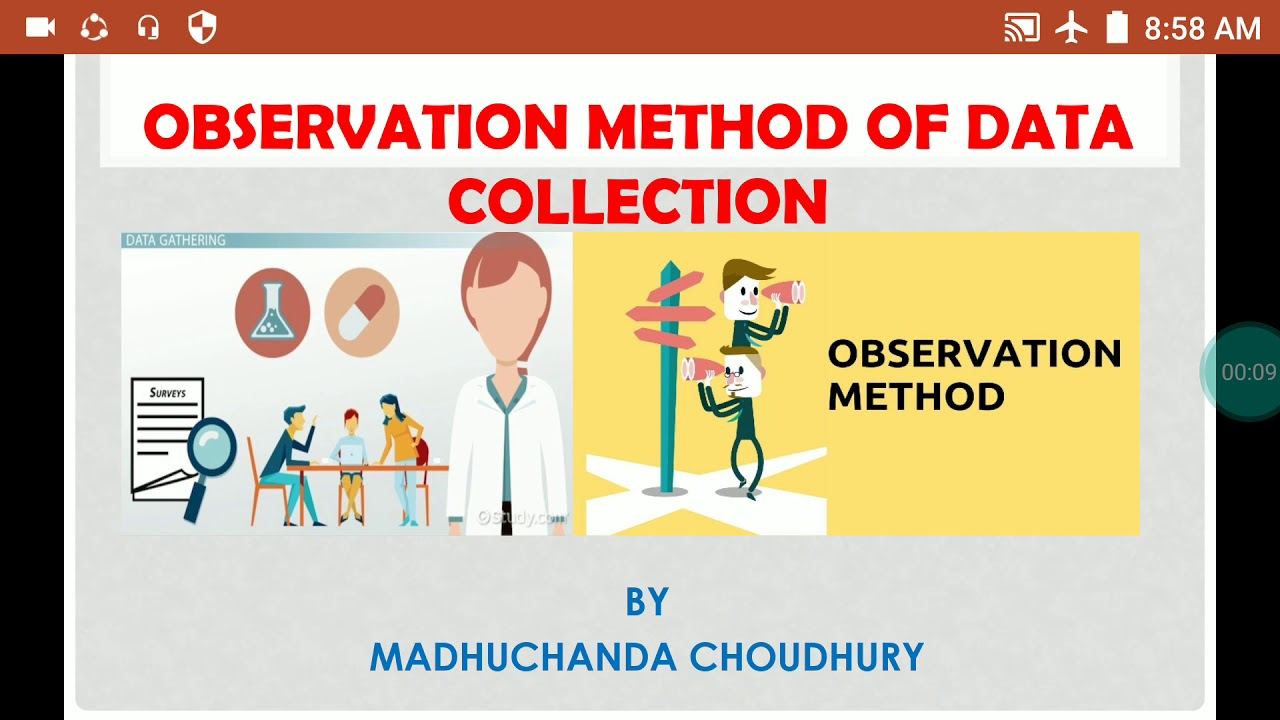 8:58 AM
OBSERVATION METHOD OF DATA
COLLECTION
DATA GATHERING
SURVEYS
Study.com
OBSERVATION
METHOD
00:09
BY
MADHUCHANDA CHOUDHURY